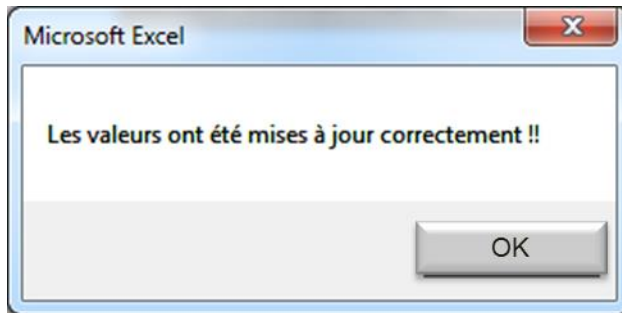 Microsoft Excel
Les valeurs ont été mises à jour correctement !!
OK